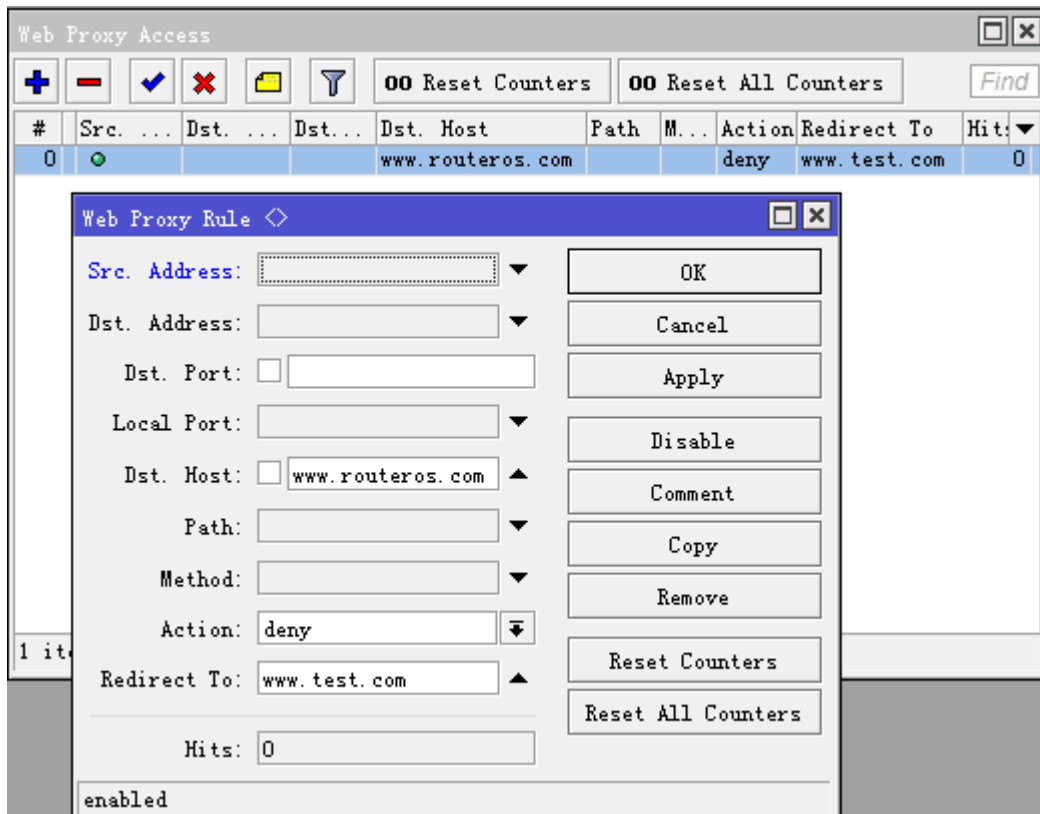 Web Proxy Access
00 Reset Counters 00 Reset All Counters Find
# Src. ... Dst. ... Dst... Dst. Host Path M... Action Redirect To Hit:
0 www.routeros.com deny www.test.com 0
Web Proxy Rule <>
Src. Address: OK
Dst. Address: Cancel
Dst. Port: Apply
Local Port: Disable
Dst. Host: www.routeros.com Comment
Path: Copy
Method: Remove
Action: deny Reset Counters
Redirect To: www.test.com Reset All Counters
Hits: 0
enabled
1 it